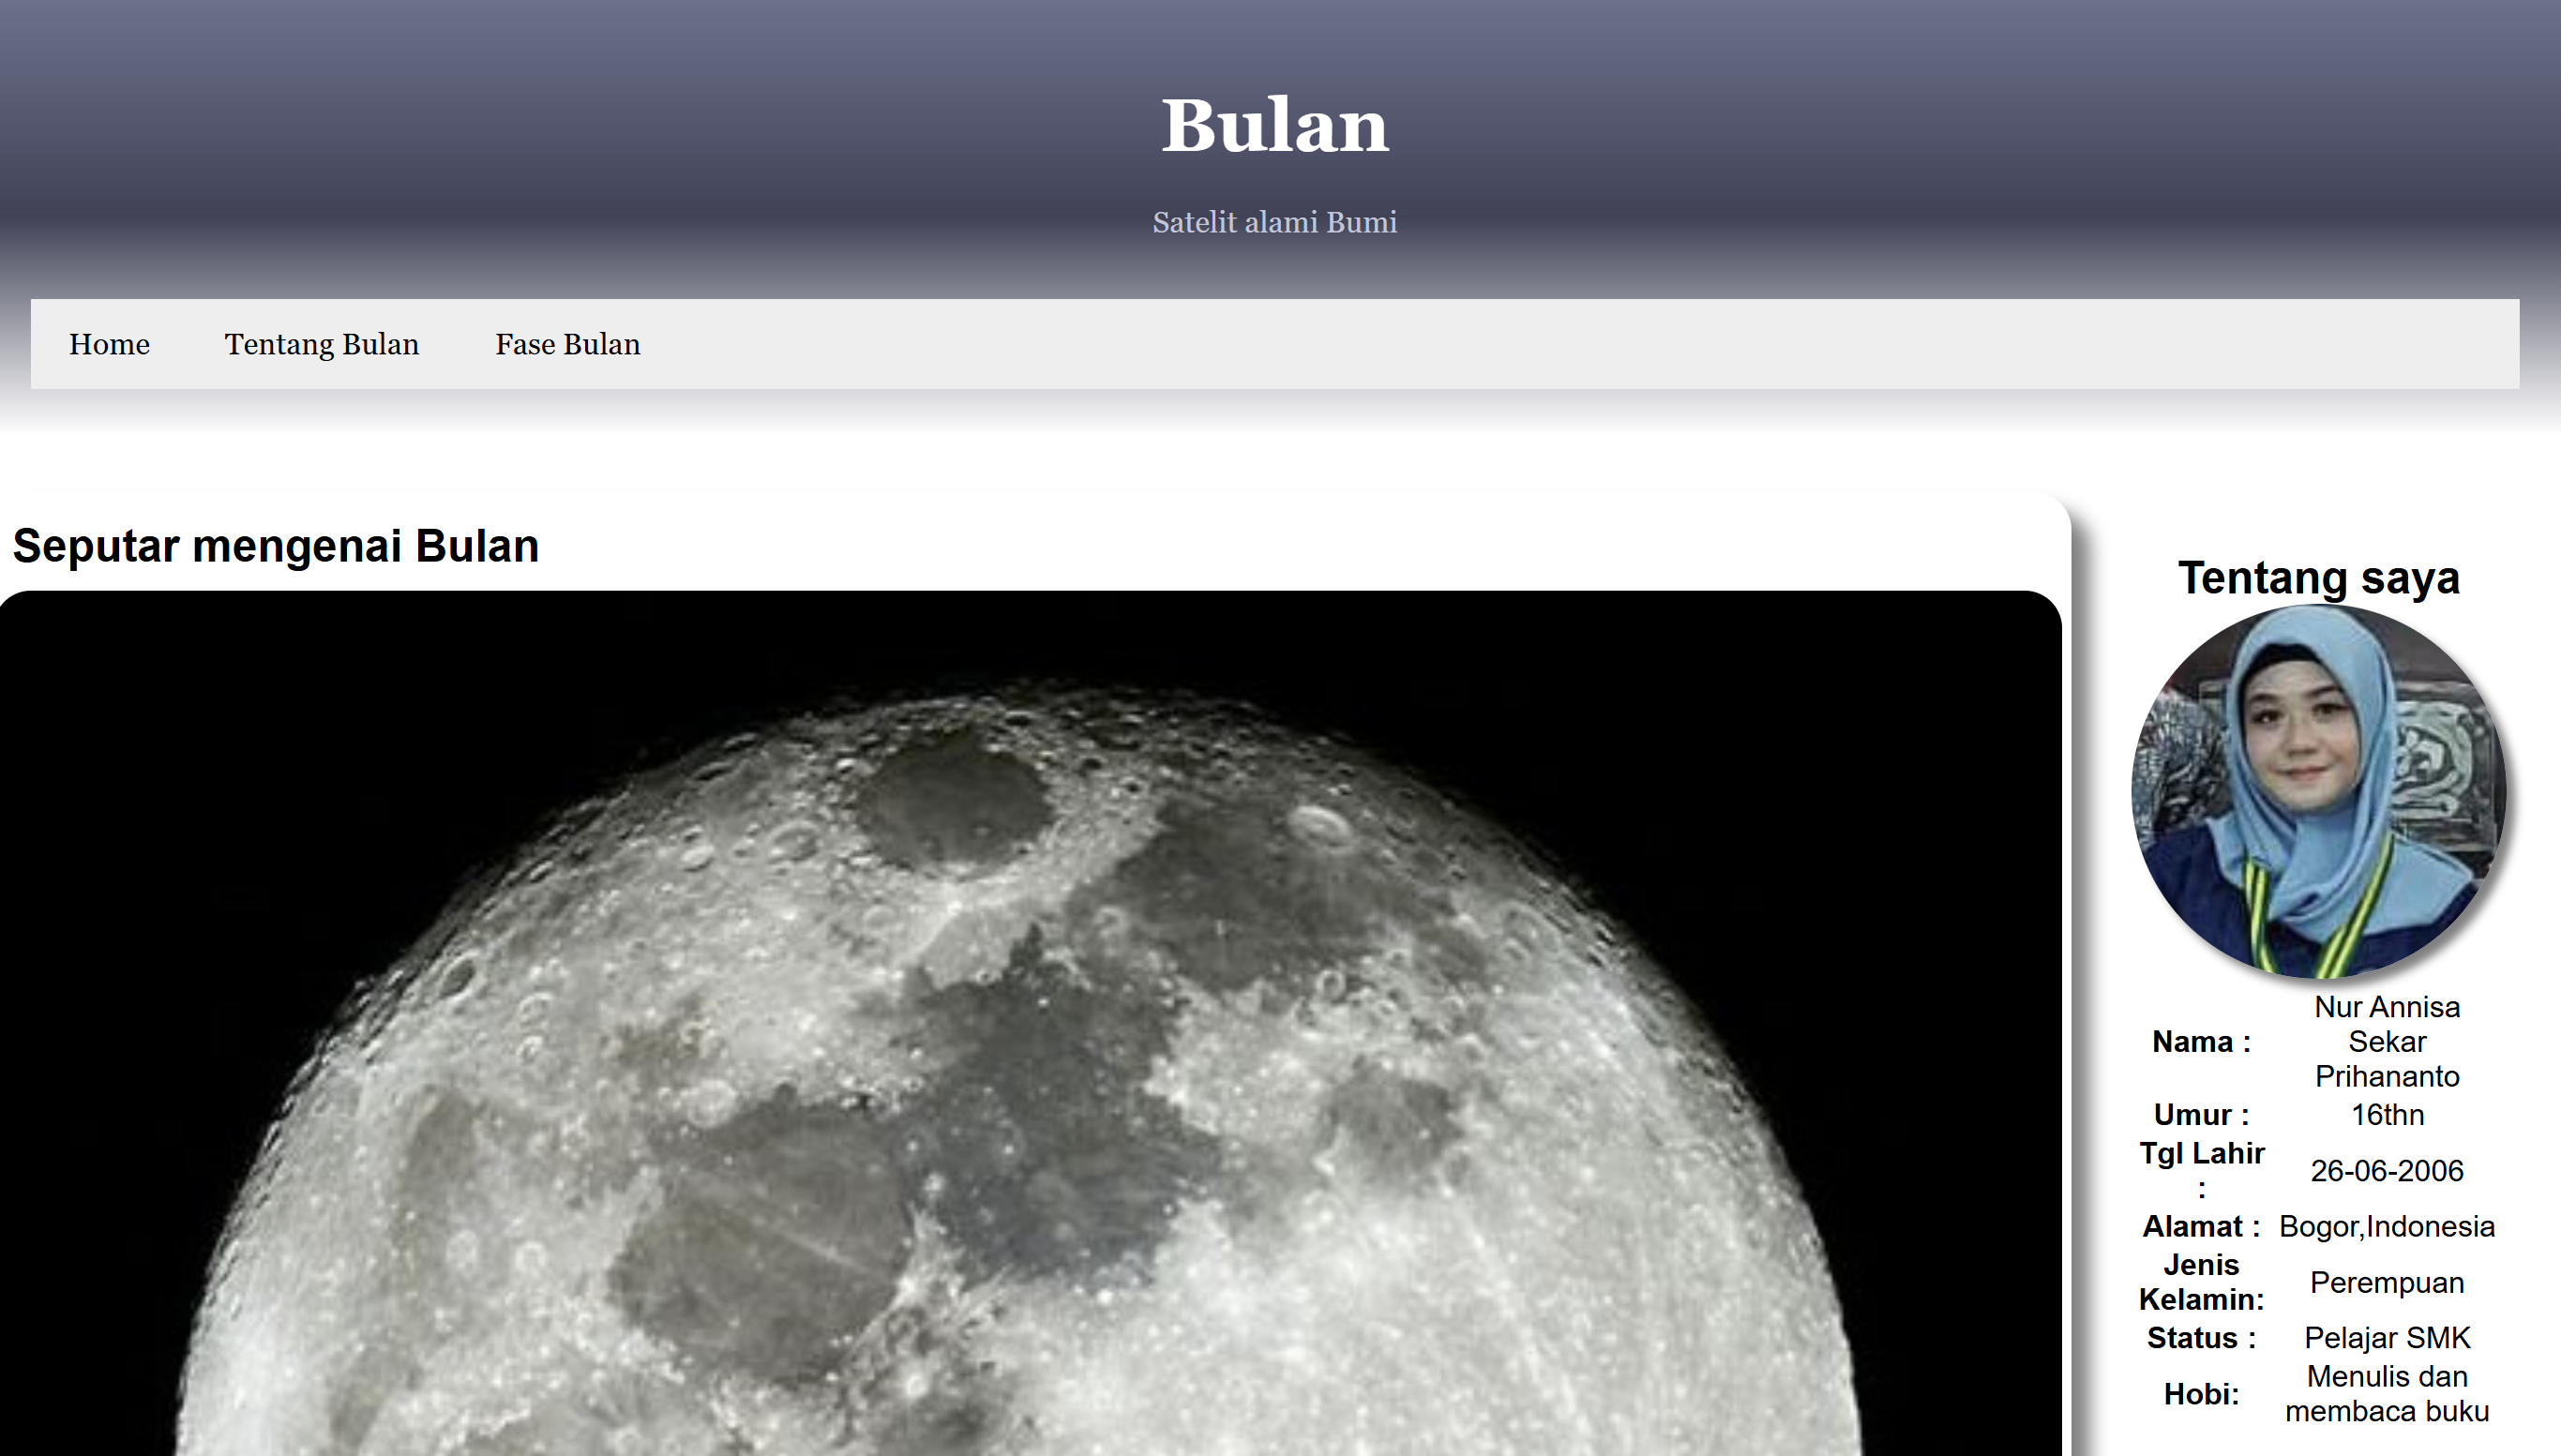 Bulan
Satelit alami Bumi
Home
Tentang Bulan
Fase Bulan
Seputar mengenai Bulan
Tentang saya
Nama :
Nur Annisa
Sekar
Prihananto
Umur :
16thn
Tgl Lahir
:
26-06-2006
Alamat :
Bogor,Indonesia
Jenis
Kelamin:
Perempuan
Status :
Pelajar SMK
Hobi:
Menulis dan
membaca buku